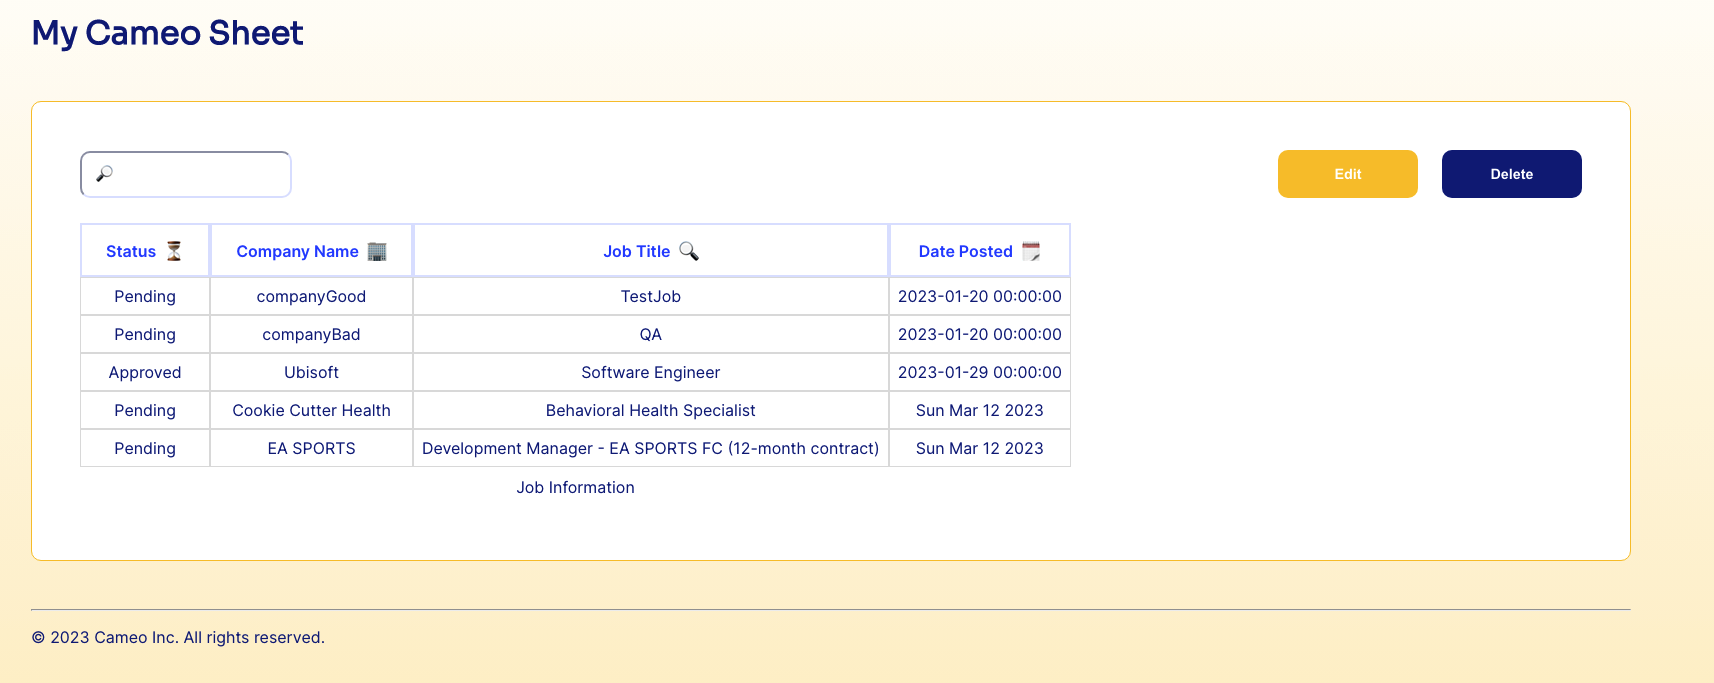 My Cameo Sheet
Edit Delete
Status Company Name Job Title Date Posted
Pending companyGood TestJob 2023-01-20 00:00:00
Pending companyBad QA 2023-01-20 00:00:00
Approved Ubisoft Software Engineer 2023-01-29 00:00:00
Pending Cookie Cutter Health Behavioral Health Specialist Sun Mar 12 2023
Pending EA SPORTS Development Manager - EA SPORTS FC (12-month contract) Sun Mar 12 2023
Job Information
© 2023 Cameo Inc. All rights reserved.